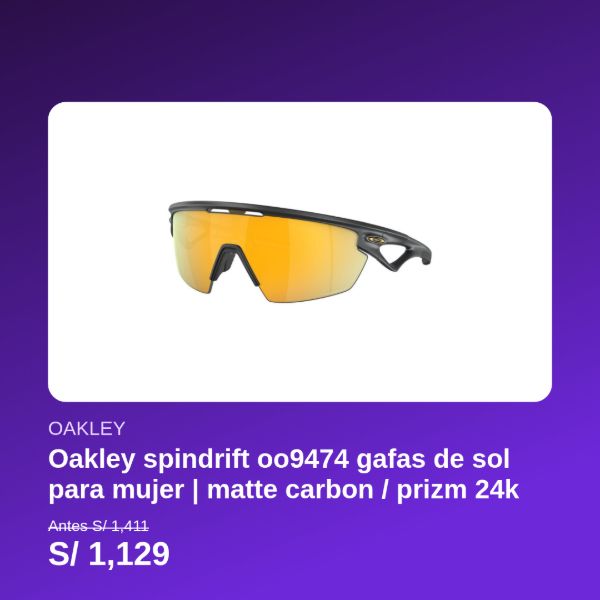 OAKLEY
Oakley spindrift oo9474 gafas de sol
para mujer | matte carbon / prizm 24k
Antes S/ 1,411
S/ 1,129